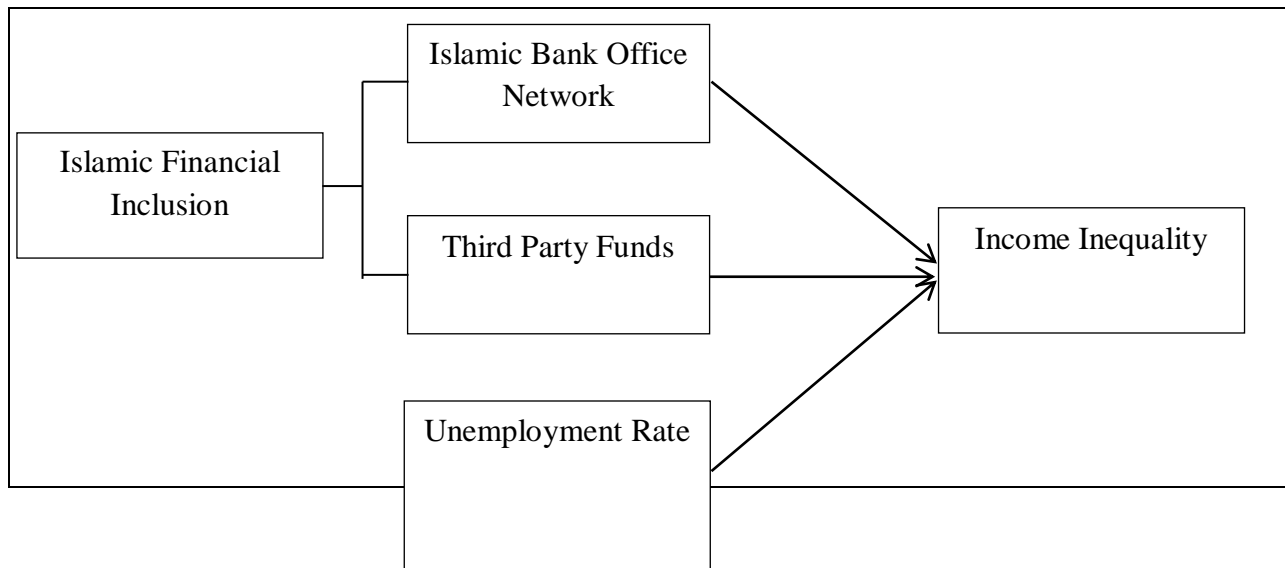 Islamic Bank Office
Network
Islamic Financial
Inclusion
Third Party Funds
Income Inequality
Unemployment Rate